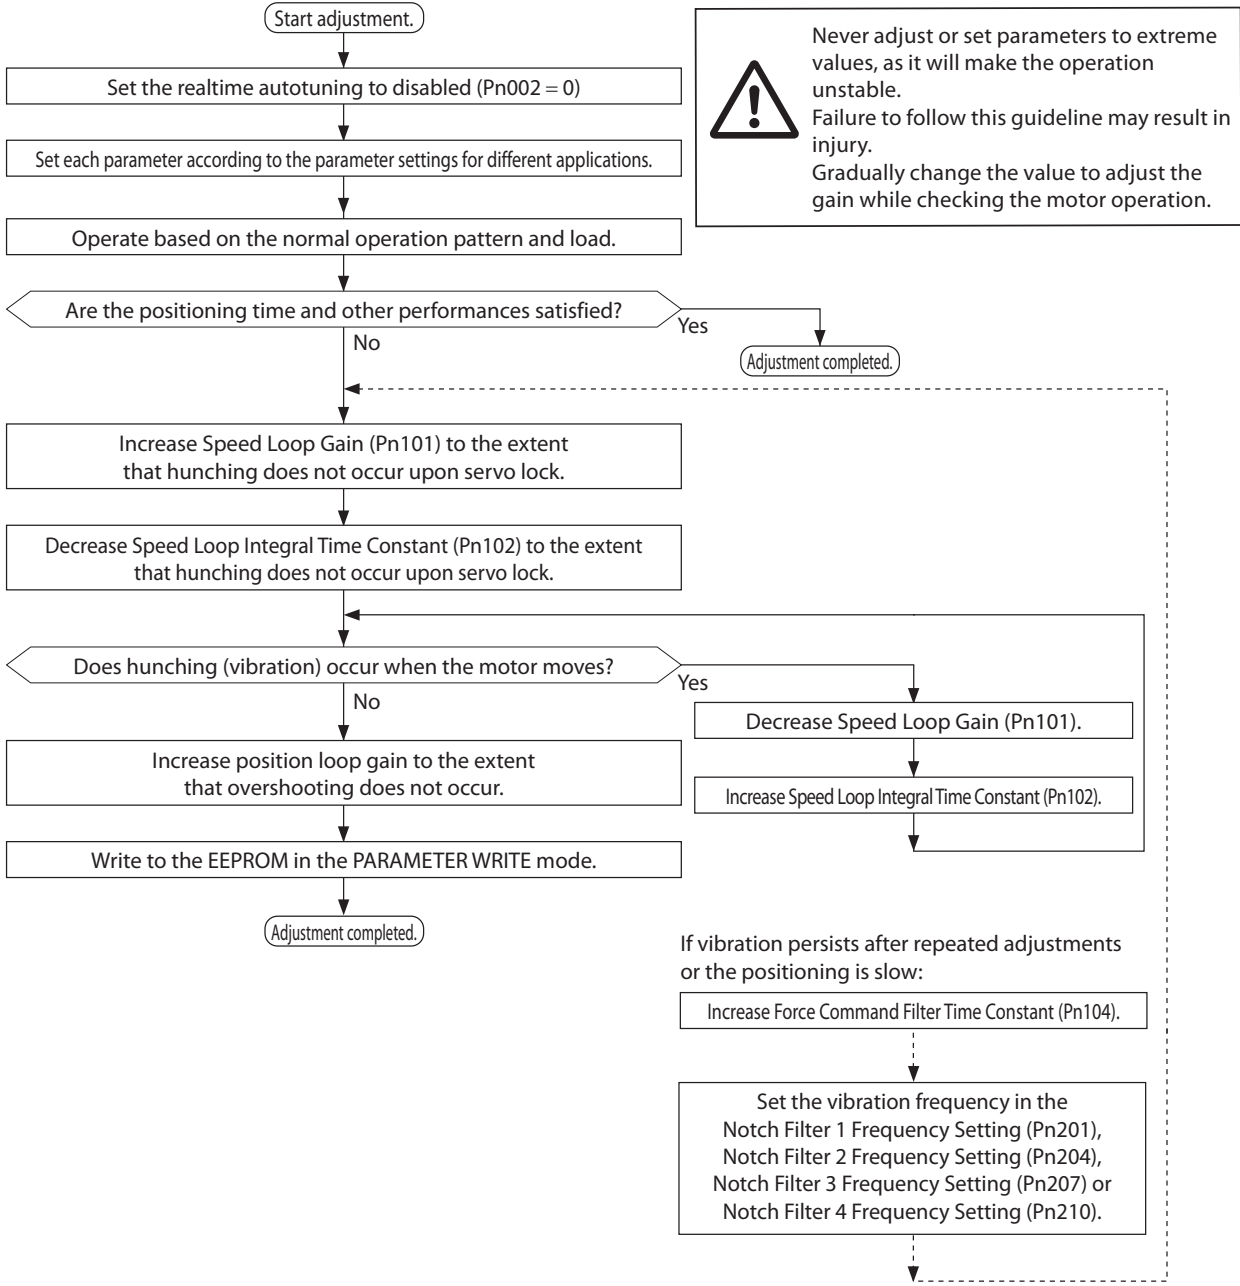 Start adjustment.
Never adjust or set parameters to extreme
values, as it will make the operation
unstable.
Failure to follow this guideline may result in
injury.
Gradually change the value to adjust the
gain while checking the motor operation.
Set the realtime autotuning to disabled (Pn002 = 0)
Set each parameter according to the parameter settings for different applications.
Operate based on the normal operation pattern and load.
Are the positioning time and other performances satisfied?
Yes
No
Adjustment completed.
Increase Speed Loop Gain (Pn101) to the extent
that hunching does not occur upon servo lock.
Decrease Speed Loop Integral Time Constant (Pn102) to the extent
that hunching does not occur upon servo lock.
Does hunching (vibration) occur when the motor moves?
Yes
No
Decrease Speed Loop Gain (Pn101).
Increase Speed Loop Integral Time Constant (Pn102).
Increase position loop gain to the extent
that overshooting does not occur.
Write to the EEPROM in the PARAMETER WRITE mode.
Adjustment completed.
If vibration persists after repeated adjustments
or the positioning is slow:
Increase Force Command Filter Time Constant (Pn104).
Set the vibration frequency in the
Notch Filter 1 Frequency Setting (Pn201),
Notch Filter 2 Frequency Setting (Pn204),
Notch Filter 3 Frequency Setting (Pn207) or
Notch Filter 4 Frequency Setting (Pn210).